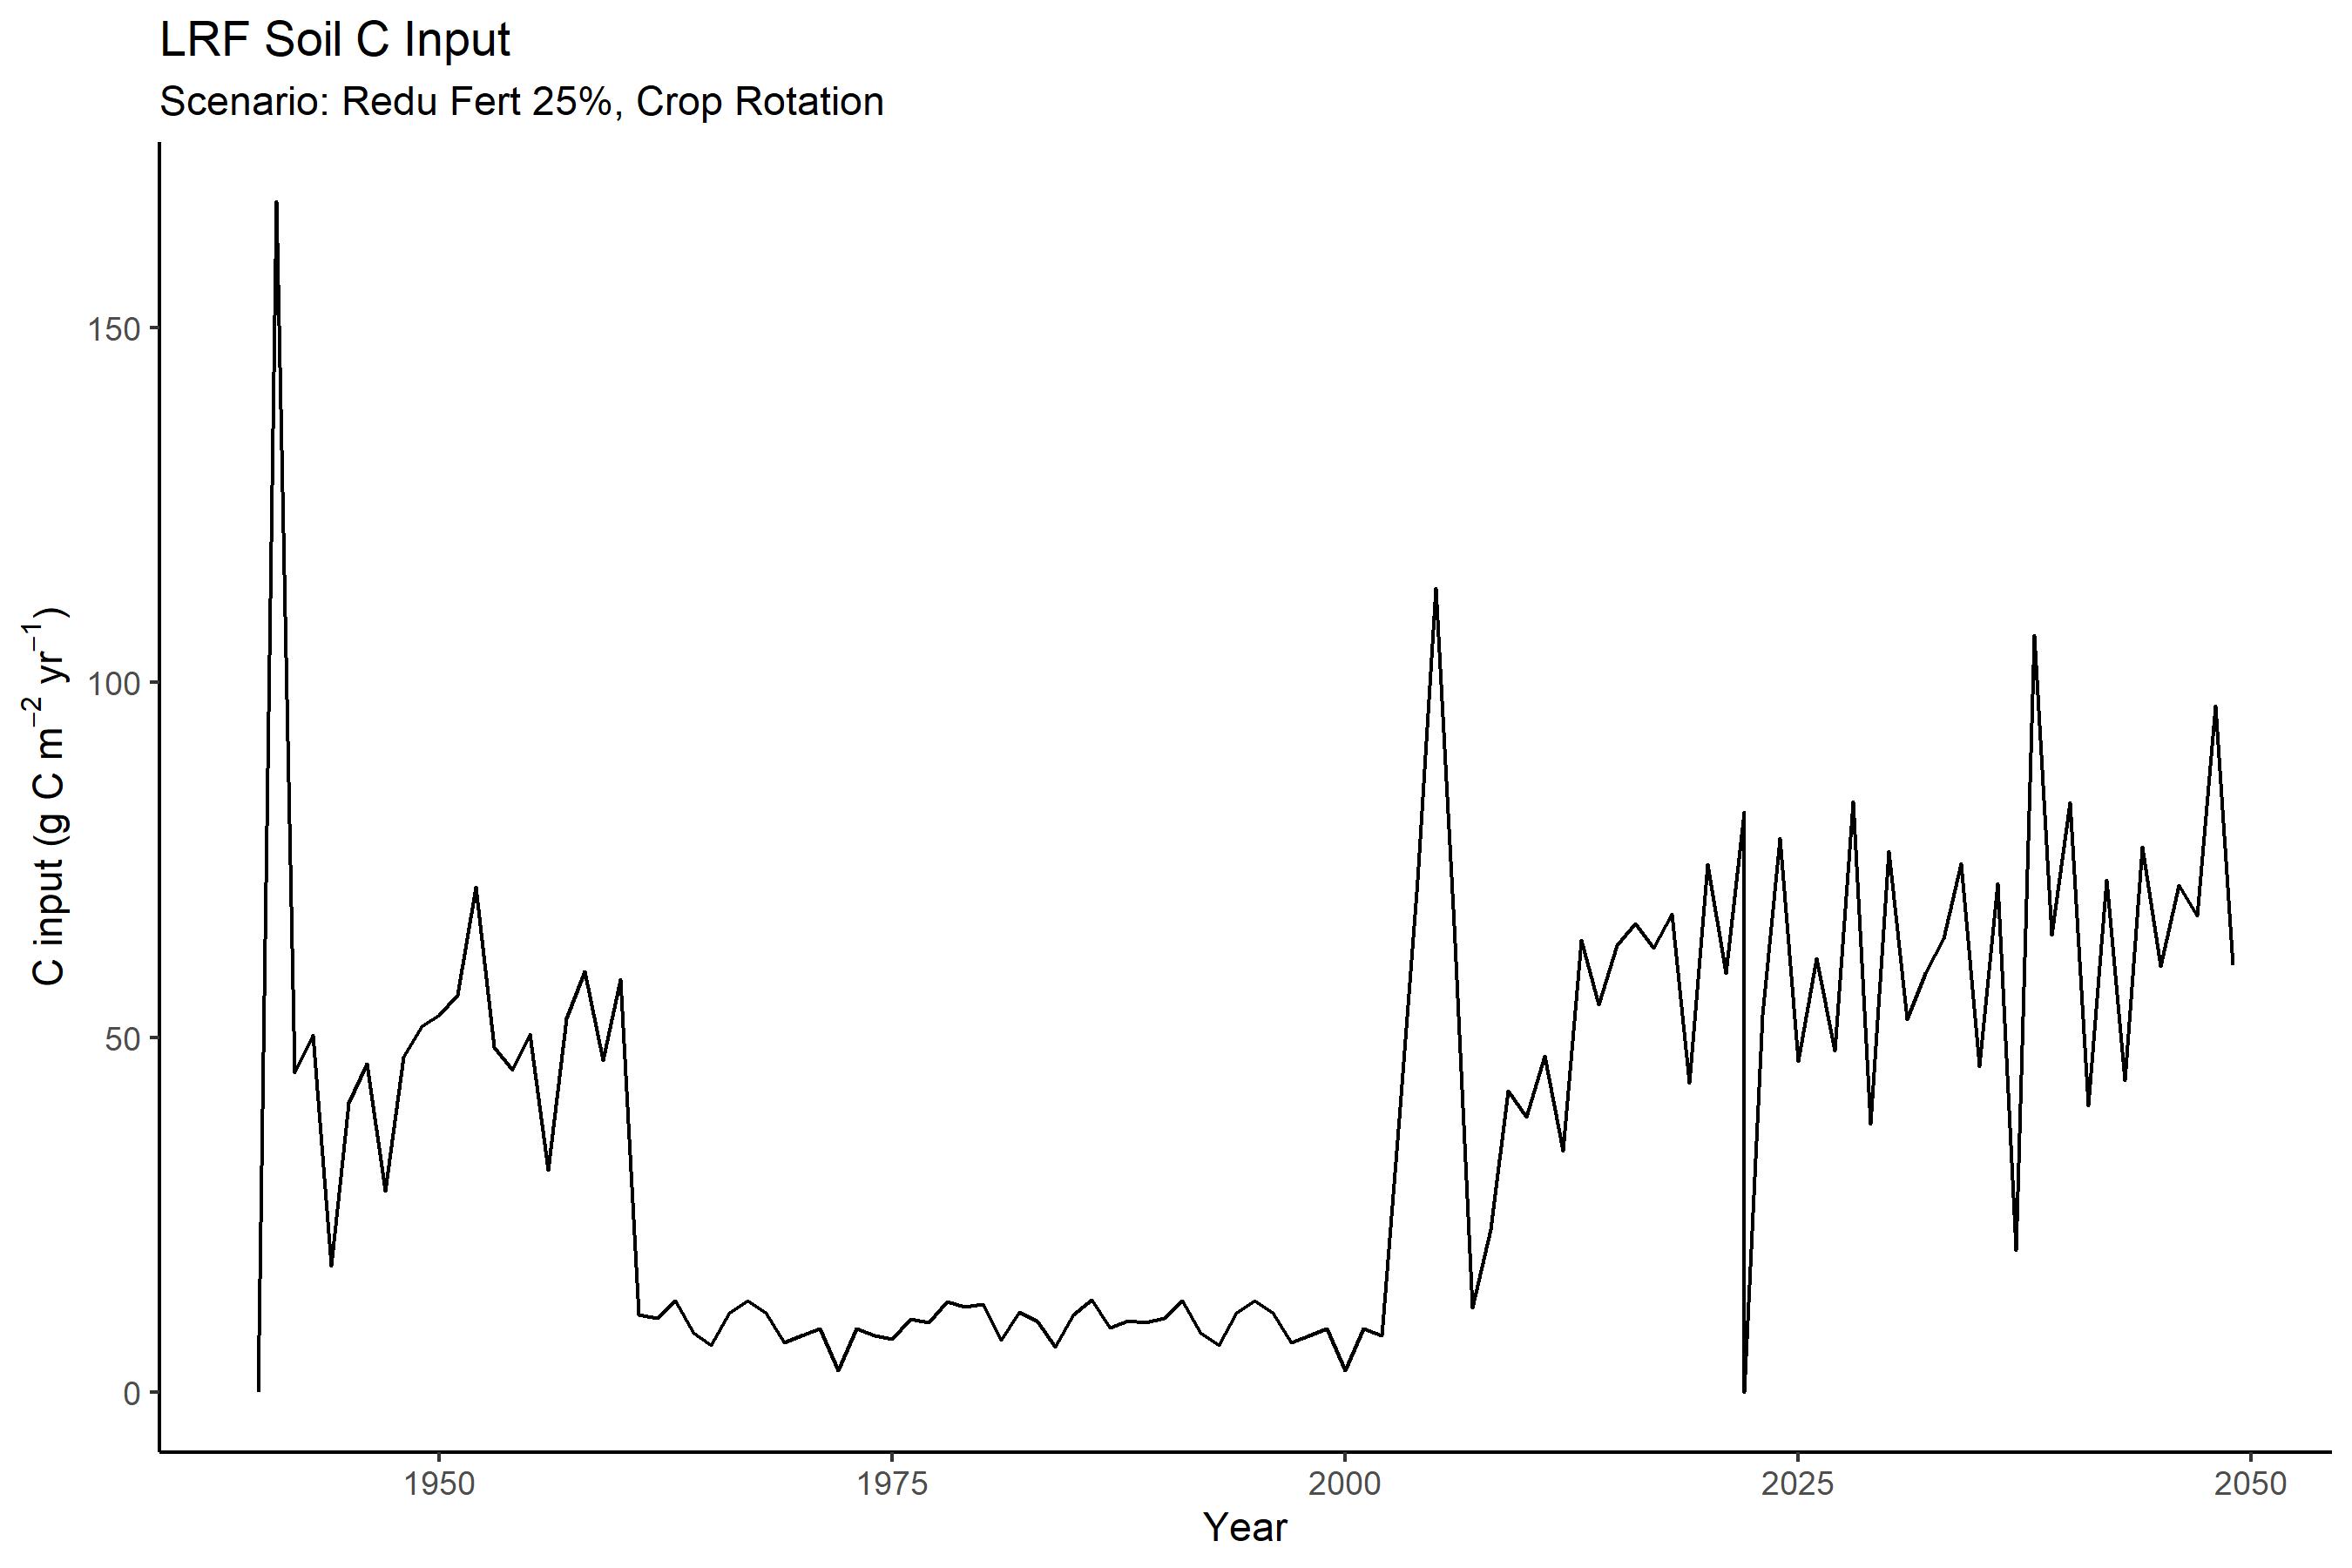 LRF Soil C Input
Scenario: Redu Fert 25%, Crop Rotation
C input (g C m⁻² yr⁻¹)
150
100
50
0
1950 1975 2000 2025 2050
Year